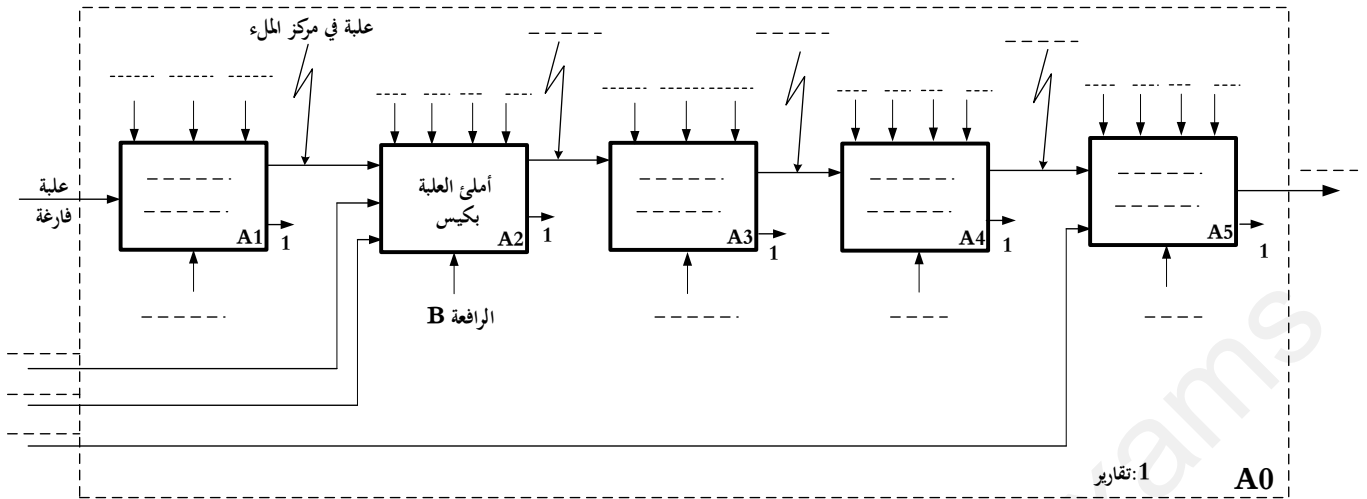 علبة في مركز الملء
علبة
فارغة
A1
1
أملئ العلبة
بكيس
A2
1
A3
1
A4
1
A5
1
الرافعة B
1:تقارير
A0